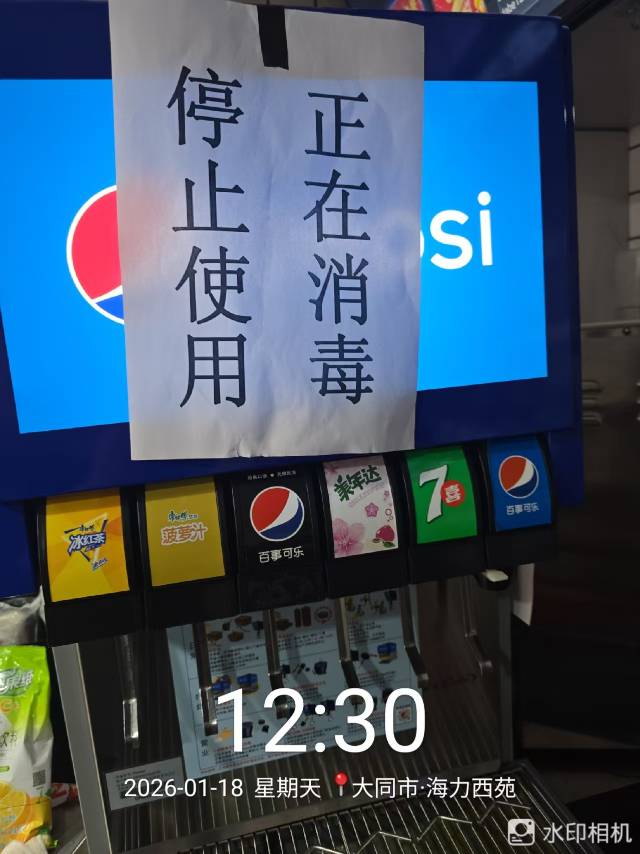 正在消毒
停止使用
si
冰红茶
菠萝汁
百事可乐
美年达
7喜
百事可乐
12:30
2026-01-18 星期天 大同市·海力西苑
水印相机